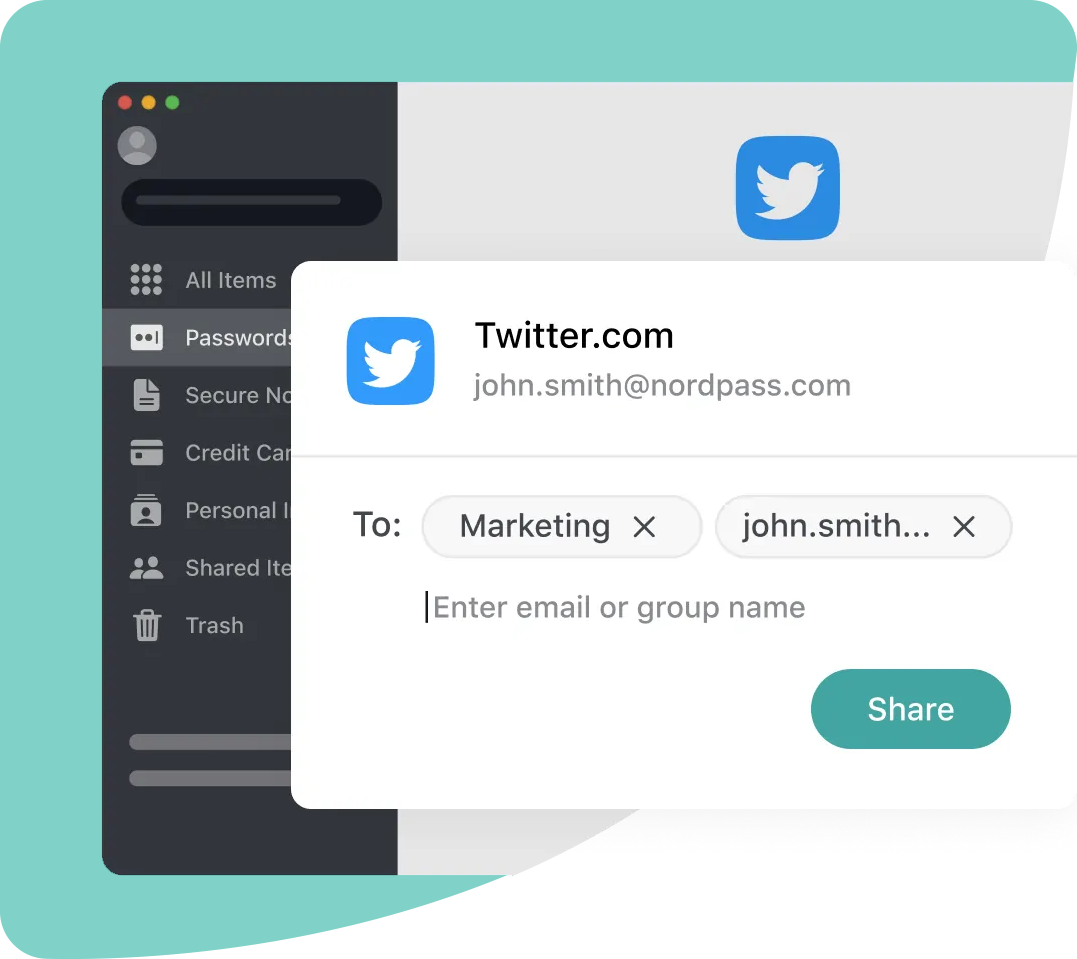 All Items
Passwords
Secure No
Credit Car
Personal I
Shared Ite
Trash
Twitter.com
john.smith@nordpass.com
To: Marketing john.smith...
Enter email or group name
Share